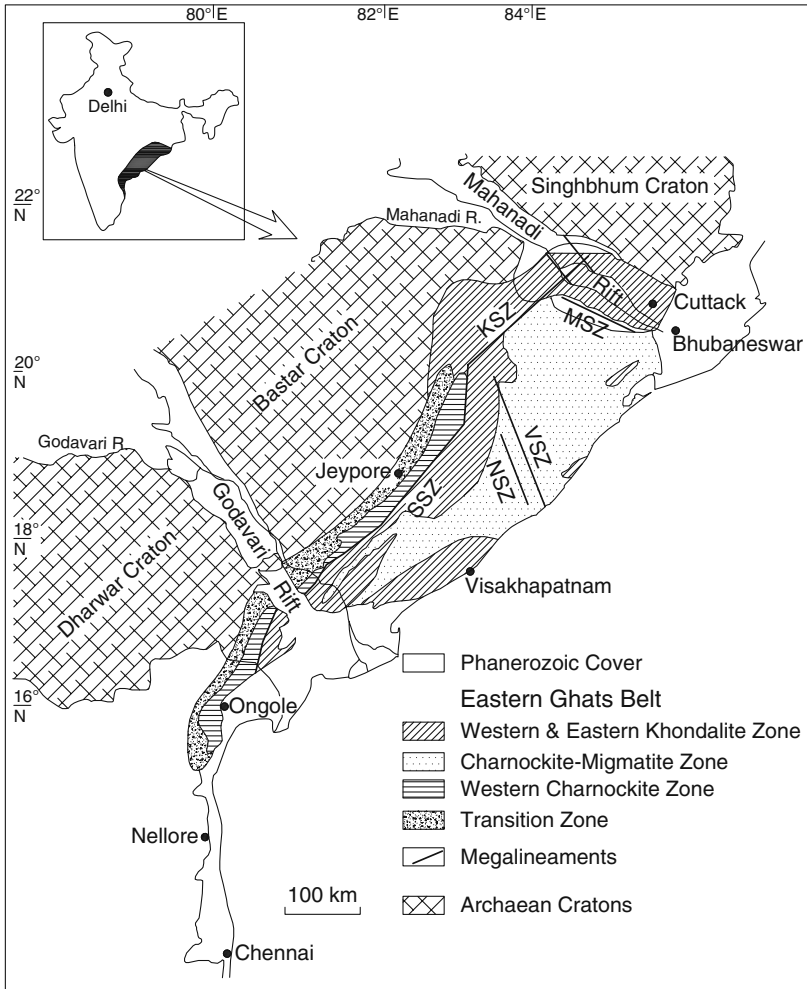 80°E
82°E
84°E
Delhi
22°
N
Mahanadi
Singhbhum Craton
Mahanadi R.
Rift
Cuttack
KSZ
MSZ
Bhubaneswar
20°
N
Bastar Craton
Godavari R.
Jeypore
VSZ
NSZ
SSZ
Godavari
Rift
18°
N
Dharwar Craton
Visakhapatnam
16°
N
Ongole
Nellore
Chennai
100 km
Phanerozoic Cover
Eastern Ghats Belt
Western & Eastern Khondalite Zone
Charnockite-Migmatite Zone
Western Charnockite Zone
Transition Zone
Megalineaments
Archaean Cratons